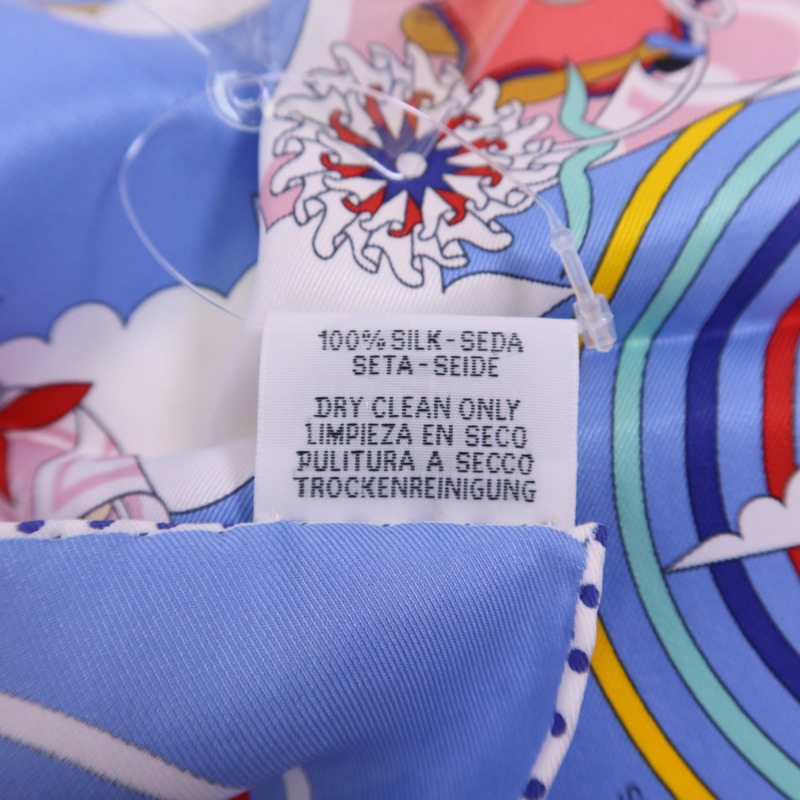 100% SILK-SEDA
SETA-SEIDE
DRY CLEAN ONLY
LIMPIEZA EN SECO
PULITURA A SECCO
TROCKENREINIGUNG